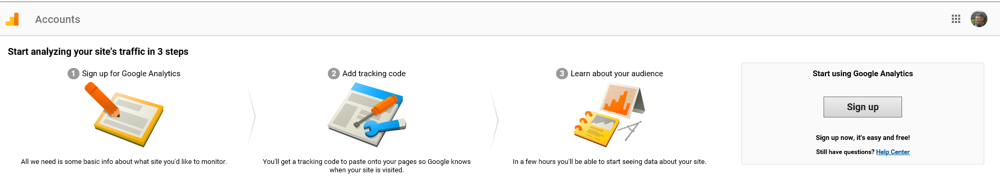 Accounts
Start analyzing your site's traffic in 3 steps
1 Sign up for Google Analytics
All we need is some basic info about what site you'd like to monitor.
2 Add tracking code
You'll get a tracking code to paste onto your pages so Google knows
when your site is visited.
3 Learn about your audience
In a few hours you'll be able to start seeing data about your site.
Start using Google Analytics
Sign up
Sign up now, it's easy and free!
Still have questions? Help Center